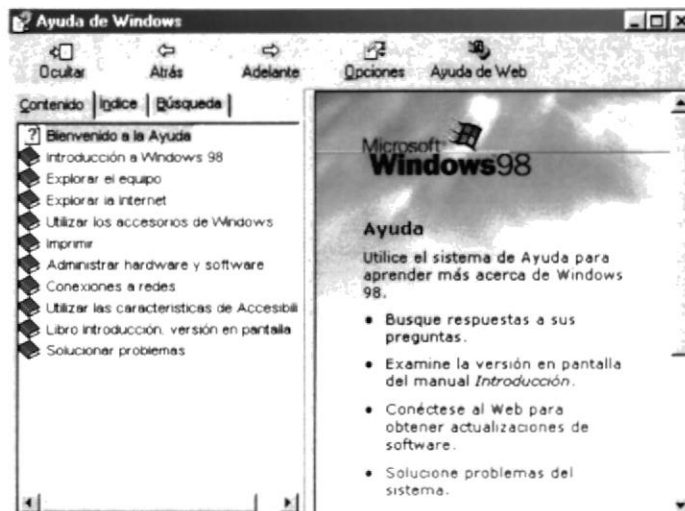 Ayuda de Windows
Ocultar Atrás Adelante Opciones Ayuda de Web
Contenido Indice Búsqueda
Bienvenido a la Ayuda
Introducción a Windows 98
Explorar el equipo
Explorar la internet
Utilizar los accesorios de Windows
Imprimir
Administrar hardware y software
Conexiones a redes
Utilizar las características de Accesibili
Libro Introducción. versión en pantalla
Solucionar problemas
Microsoft
Windows98
Ayuda
Utilice el sistema de Ayuda para
aprender más acerca de Windows
98.
• Busque respuestas a sus
preguntas.
• Examine la versión en pantalla
del manual Introducción.
• Conéctese al Web para
obtener actualizaciones de
software.
• Solucione problemas del
sistema.